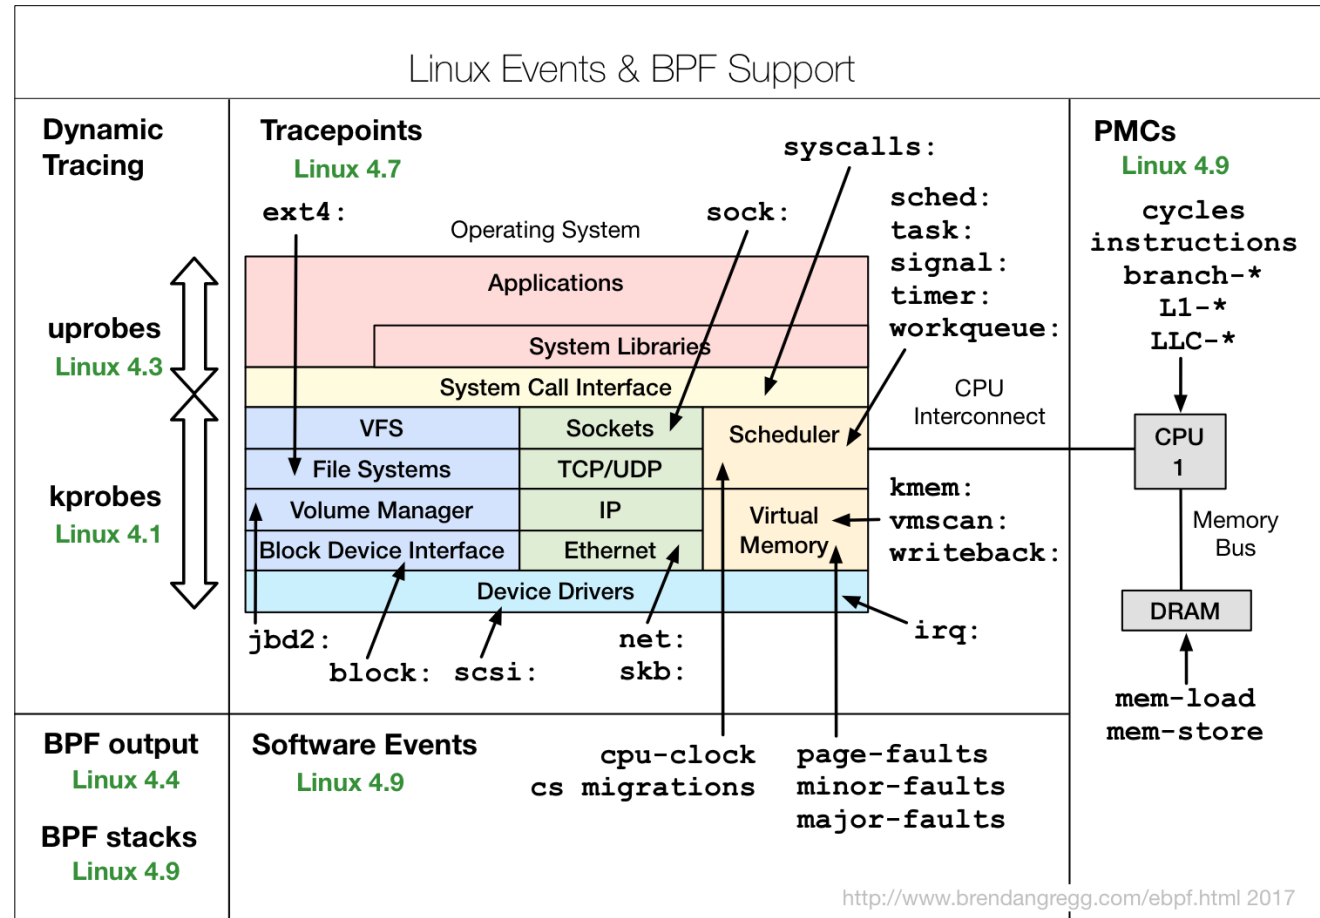 Linux Events & BPF Support
Dynamic
Tracing
uprobes
Linux 4.3
kprobes
Linux 4.1
Tracepoints
Linux 4.7
syscalls:
ext4:
sock:
Operating System
sched:
task:
signal:
timer:
workqueue:
Applications
System Libraries
System Call Interface
VFS
Sockets
Scheduler
File Systems
TCP/UDP
Volume Manager
IP
Virtual
Memory
Block Device Interface
Ethernet
Device Drivers
CPU
Interconnect
kmem:
vmscan:
writeback:
jbd2:
block:
scsi:
net:
skb:
irq:
PMCs
Linux 4.9
cycles
instructions
branch-*
L1-*
LLC-*
CPU
1
Memory
Bus
DRAM
mem-load
mem-store
BPF output
Linux 4.4
BPF stacks
Linux 4.9
Software Events
Linux 4.9
cpu-clock
cs migrations
page-faults
minor-faults
major-faults
http://www.brendangregg.com/ebpf.html 2017